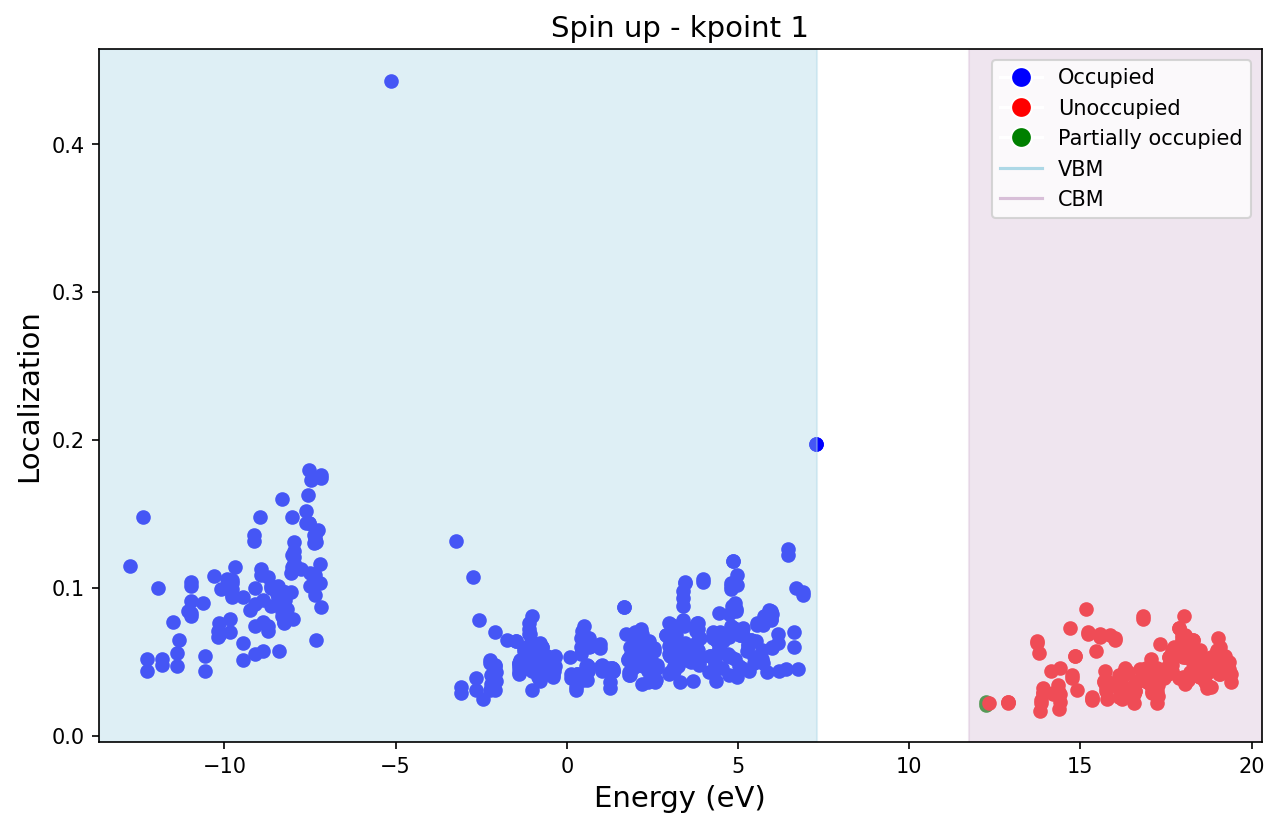 Spin up - kpoint 1
Localization
0.4
0.3
0.2
0.1
0.0
Occupied
Unoccupied
Partially occupied
VBM
CBM
−10
−5
0
5
10
15
20
Energy (eV)